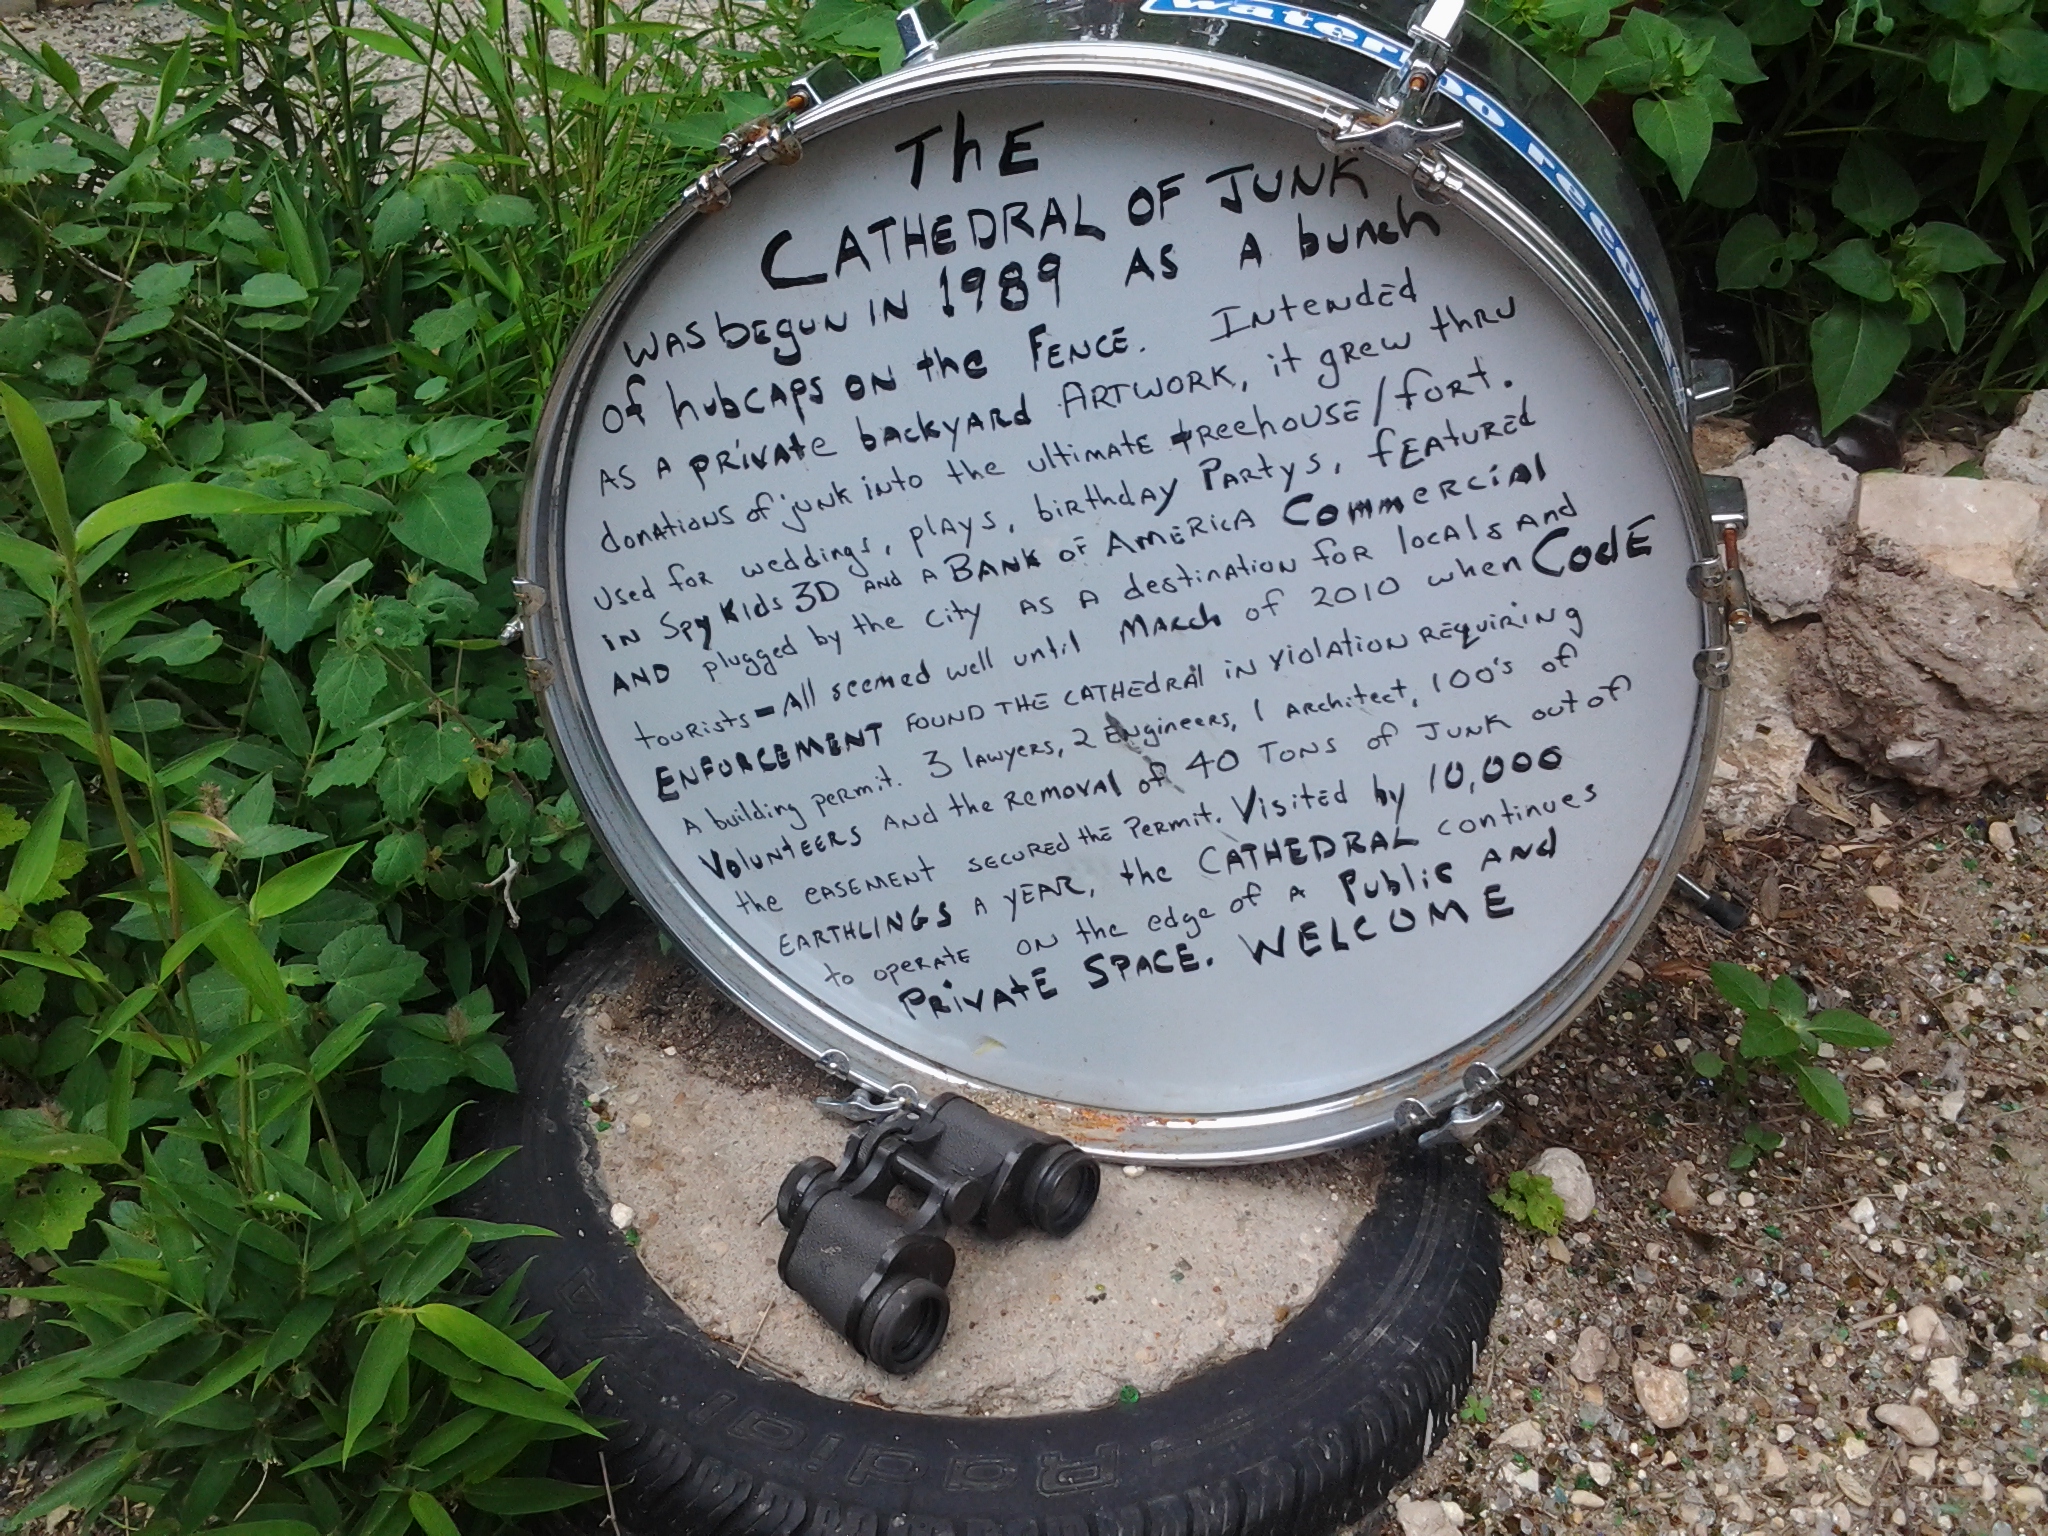 waterloo records
ThE
CATHEDRAL OF JUNK
WAS begun IN 1989 AS A bunch
of hubcaps on the FENCE. Intended
AS A private backyard ARTWORK, it grew thru
donations of junk into the ultimate treehouse/fort.
Used for weddings, plays, birthday Partys, featured
in Spy Kids 3D and a Bank of America Commercial
AND plugged by the City as a destination for locals and
tourists - All seemed well until March of 2010 when Code
ENFORCEMENT found the cathedral in violation requiring
A building permit. 3 lawyers, 2 Engineers, 1 Architect, 100's of
Volunteers and the removal of 40 Tons of Junk out of
the easement secured the Permit. Visited by 10,000
EARTHLINGS A YEAR, the CATHEDRAL continues
to operate on the edge of a Public and
Private Space. WELCOME
Radial